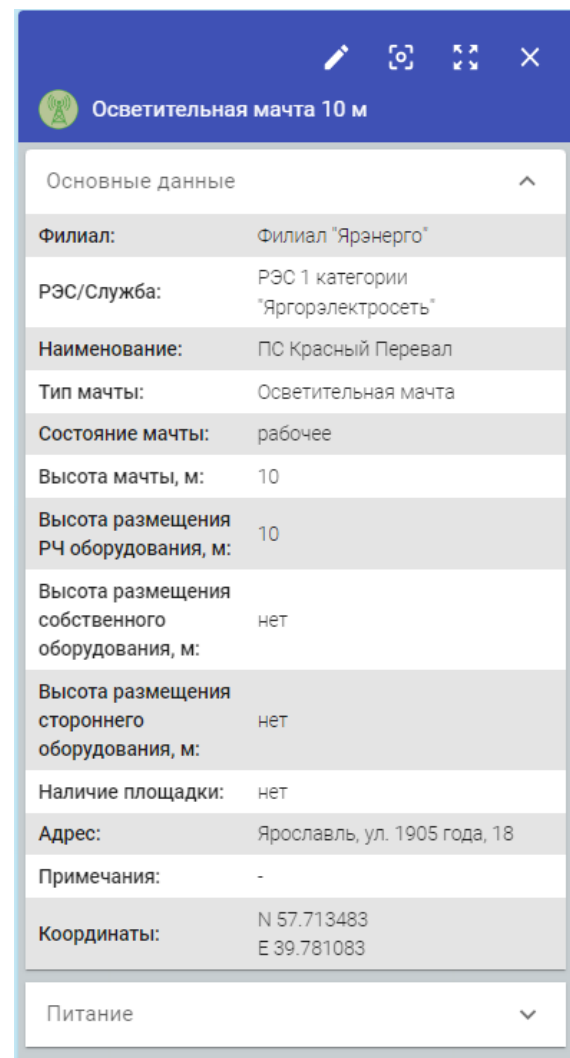 Осветительная мачта 10 м
Основные данные
Филиал: Филиал "Ярэнерго"
РЭС/Служба: РЭС 1 категории
"Яргорэлектросеть"
Наименование: ПС Красный Перевал
Тип мачты: Осветительная мачта
Состояние мачты: рабочее
Высота мачты, м: 10
Высота размещения
РЧ оборудования, м: 10
Высота размещения
собственного
оборудования, м: нет
Высота размещения
стороннего
оборудования, м: нет
Наличие площадки: нет
Адрес: Ярославль, ул. 1905 года, 18
Примечания: -
Координаты: N 57.713483
E 39.781083
Питание